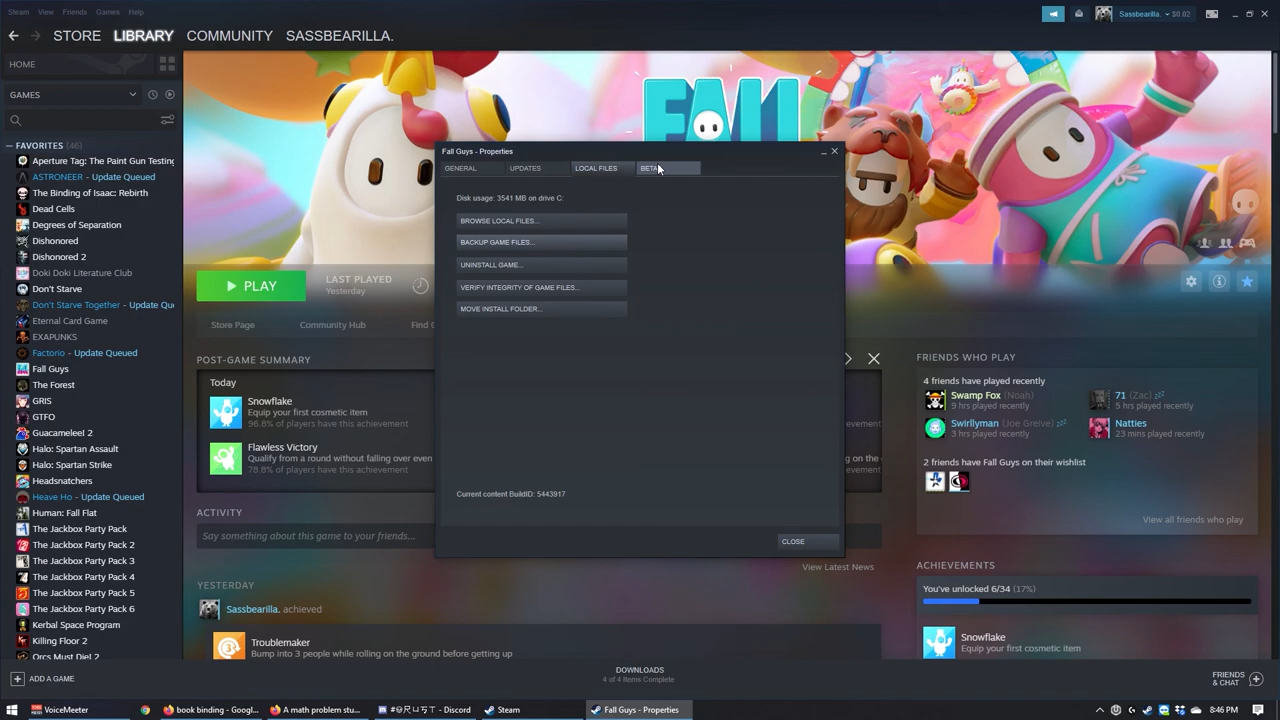 Steam View Friends Games Help
Sassbearilla. $0.02
STORE LIBRARY COMMUNITY SASSBEARILLA.
HOME
GAMES
FAVORITES (46)
Aperture Tag: The Paint Gun Testing
ASTRONEER - Update Queued
The Binding of Isaac: Rebirth
Dead Cells
Degrees of Separation
Dishonored
Dishonored 2
Doki Doki Literature Club
Don't Starve
Don't Starve Together - Update Qu
Eternal Card Game
EXAPUNKS
Factorio - Update Queued
Fall Guys
The Forest
GRIS
GTFO
Guacameleel 2
Halo: Spartan Assault
Halo: Spartan Strike
Headsnatchers
Heave Ho - Update Queued
Human: Fall Flat
The Jackbox Party Pack
The Jackbox Party Pack 2
The Jackbox Party Pack 3
The Jackbox Party Pack 4
The Jackbox Party Pack 5
The Jackbox Party Pack 6
Kerbal Space Program
Killing Floor 2
Orcs Must Die! 2
ADD A GAME
FALL
Fall Guys - Properties
GENERAL UPDATES LOCAL FILES BETA
Disk usage: 3541 MB on drive C:
BROWSE LOCAL FILES...
BACKUP GAME FILES...
UNINSTALL GAME...
VERIFY INTEGRITY OF GAME FILES...
MOVE INSTALL FOLDER...
Current content BuildID: 5443917
CLOSE
PLAY
LAST PLAYED
Yesterday
Store Page Community Hub Find G
POST-GAME SUMMARY
Today
Snowflake
Equip your first cosmetic item
96.8% of players have this achievement
Flawless Victory
Qualify from a round without falling over even
78.8% of players have this achievement
ACTIVITY
Say something about this game to your friends...
View Latest News
YESTERDAY
Sassbearilla. achieved
Troublemaker
Bump into 3 people while rolling on the ground before getting up
FRIENDS WHO PLAY
4 friends have played recently
Swamp Fox (Noah)
9 hrs played recently
71 (Zac)
5 hrs played recently
Swirllyman (Joe Greive)
3 hrs played recently
Natties
23 mins played recently
2 friends have Fall Guys on their wishlist
View all friends who play
ACHIEVEMENTS
You've unlocked 6/34 (17%)
Snowflake
Equip your first cosmetic item
DOWNLOADS
4 of 4 Items Complete
FRIENDS
& CHAT
VoiceMeeter
book binding - Googl...
A math problem stu...
Discord
Steam
Fall Guys - Properties
8:46 PM